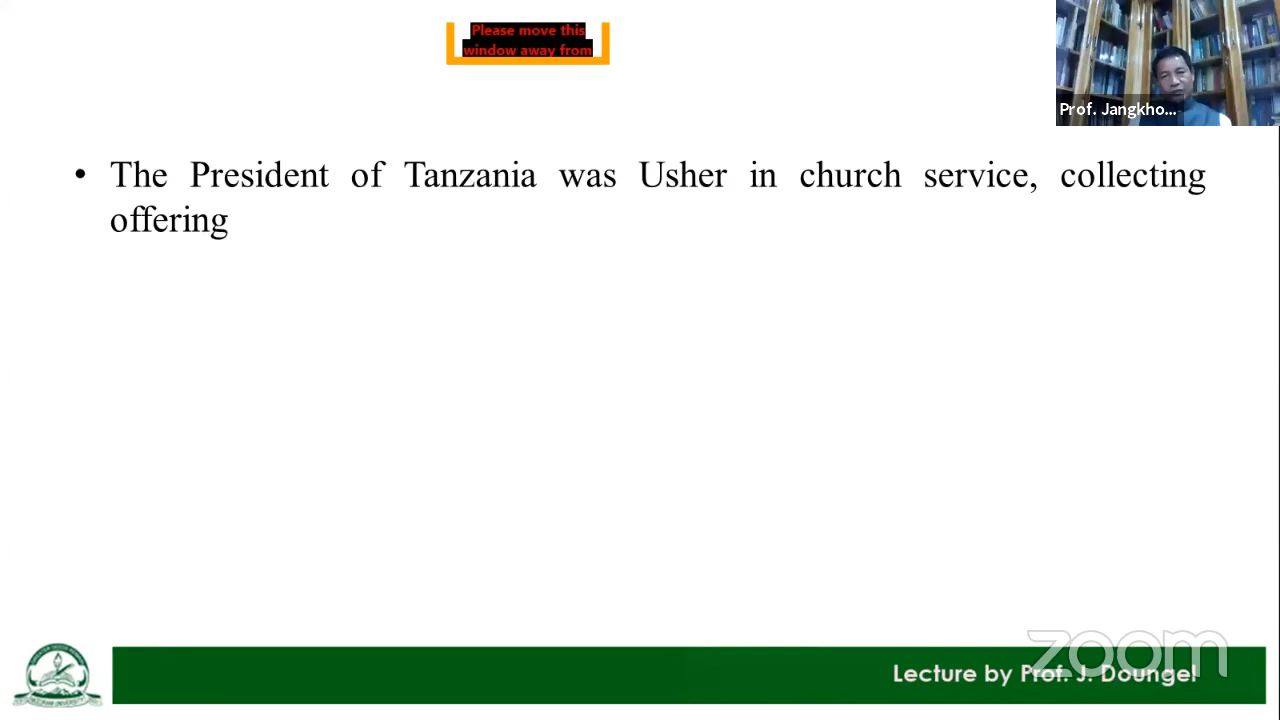 Please move this
window away from
Prof. Jangkho...
• The President of Tanzania was Usher in church service, collecting
offering
zoom
Lecture by Prof. J. Doungel